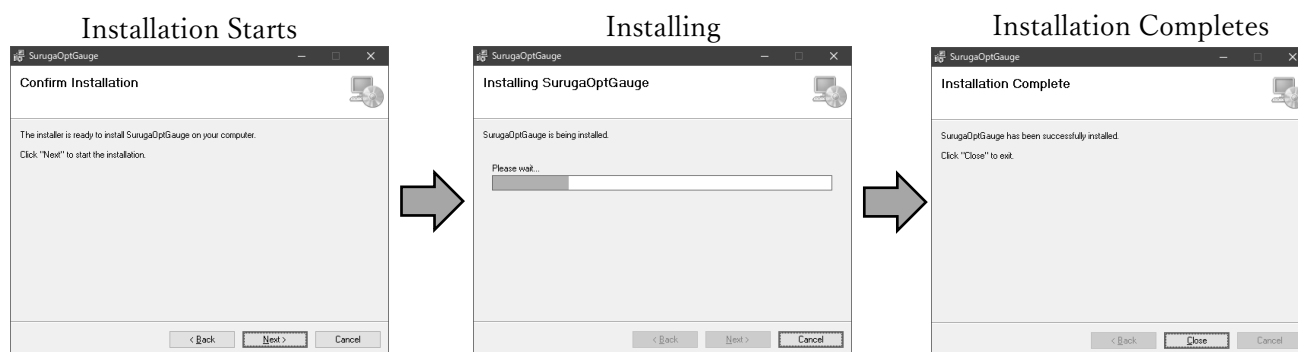 Installation Starts
SurugaOptGauge
Confirm Installation
The installer is ready to install SurugaOptGauge on your computer.
Click "Next" to start the installation.
< Back
Next >
Cancel
Installing
SurugaOptGauge
Installing SurugaOptGauge
SurugaOptGauge is being installed.
Please wait...
< Back
Next >
Cancel
Installation Completes
SurugaOptGauge
Installation Complete
SurugaOptGauge has been successfully installed.
Click "Close" to exit.
< Back
Close
Cancel